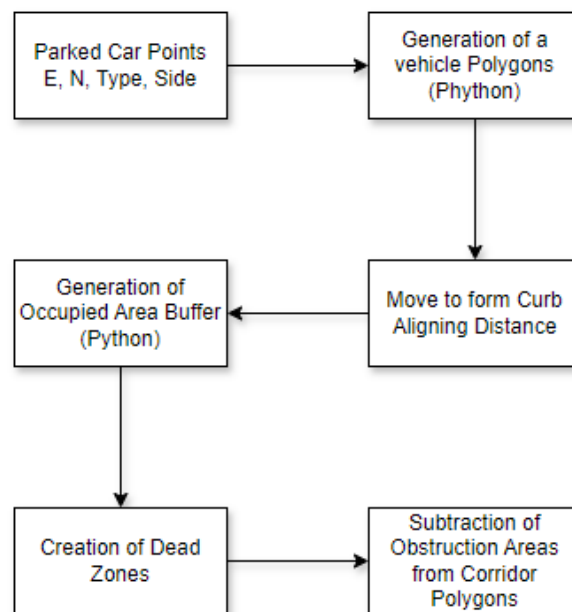 Parked Car Points
E, N, Type, Side
Generation of a
vehicle Polygons
(Phython)
Move to form Curb
Aligning Distance
Generation of
Occupied Area Buffer
(Python)
Creation of Dead
Zones
Subtraction of
Obstruction Areas
from Corridor
Polygons